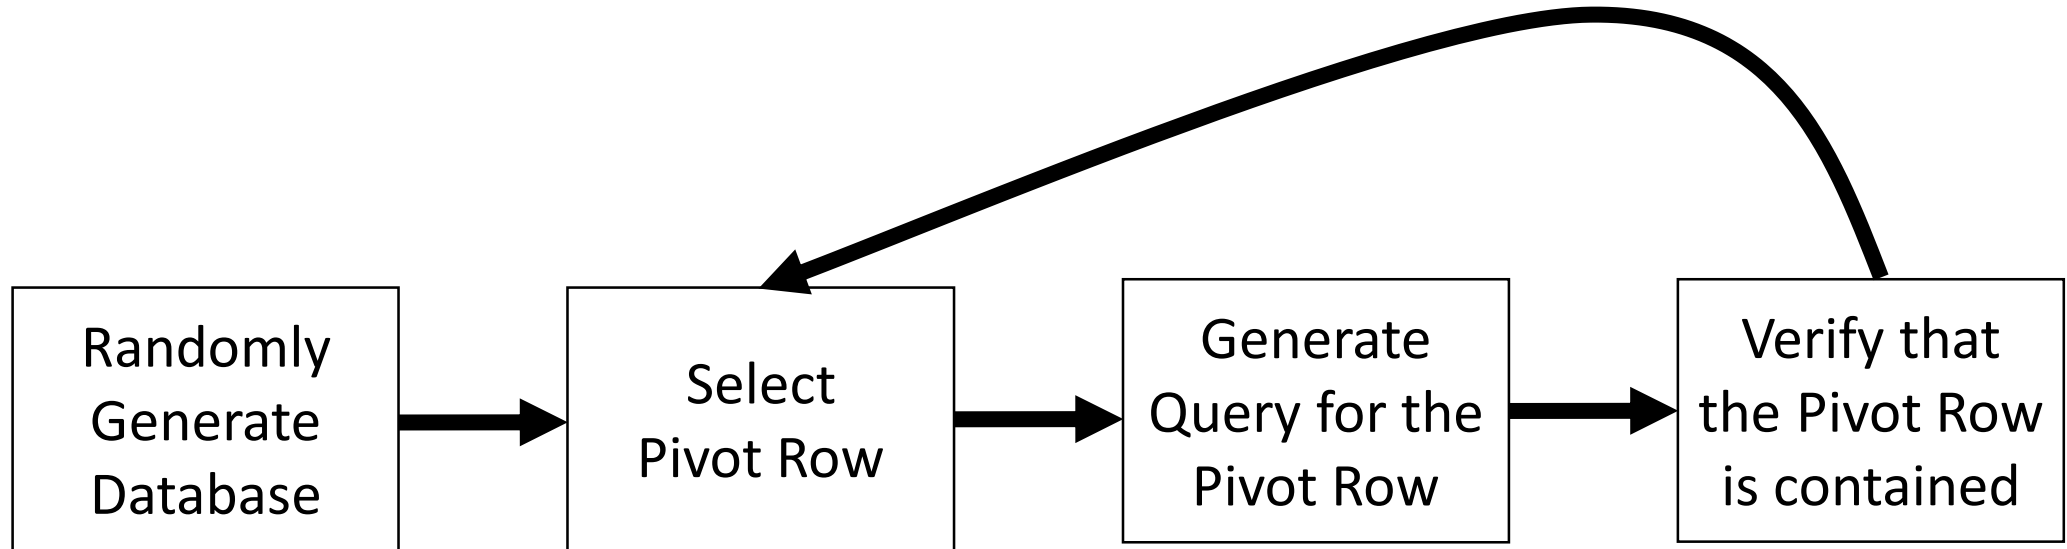 Randomly
Generate
Database
Select
Pivot Row
Generate
Query for the
Pivot Row
Verify that
the Pivot Row
is contained